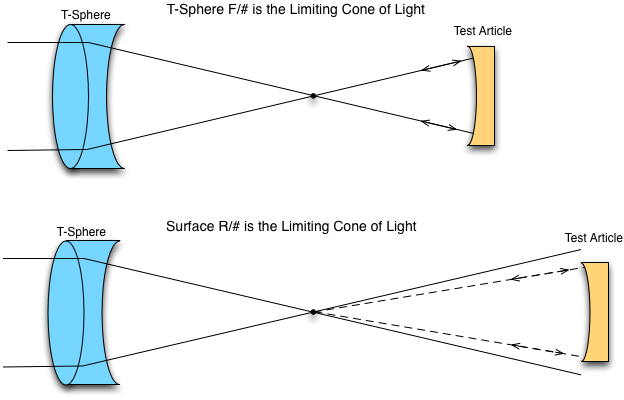 T-Sphere F/# is the Limiting Cone of Light
T-Sphere
Test Article
Surface R/# is the Limiting Cone of Light
T-Sphere
Test Article